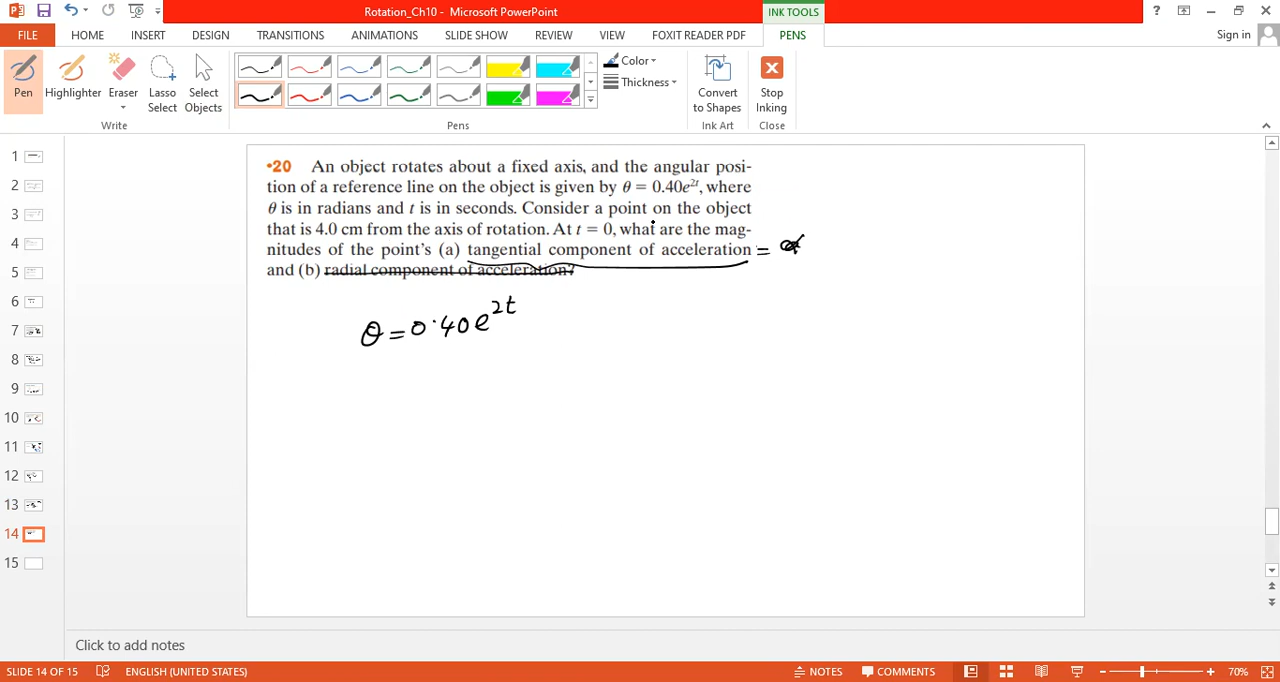 Rotation_Ch10 - Microsoft PowerPoint
INK TOOLS
?
FILE HOME INSERT DESIGN TRANSITIONS ANIMATIONS SLIDE SHOW REVIEW VIEW FOXIT READER PDF PENS
Sign in
Pen Highlighter Eraser Lasso Select Select Objects
Color
Thickness
Convert to Shapes
Stop Inking
Write Pens Ink Art Close
1
2
3
4
5
6
7
8
9
10
11
12
13
14
15
•20 An object rotates about a fixed axis, and the angular posi-
tion of a reference line on the object is given by θ = 0.40e²ᵗ, where
θ is in radians and t is in seconds. Consider a point on the object
that is 4.0 cm from the axis of rotation. At t = 0, what are the mag-
nitudes of the point's (a) tangential component of acceleration =
and (b) radial component of acceleration?
θ = 0.40e²ᵗ
Click to add notes
SLIDE 14 OF 15 ENGLISH (UNITED STATES) NOTES COMMENTS 70%